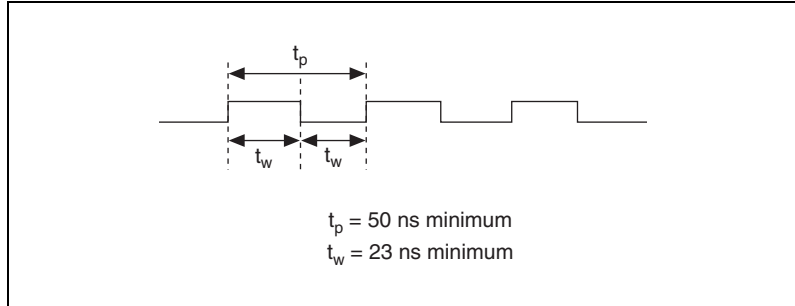 tp
tw tw
tp = 50 ns minimum
tw = 23 ns minimum